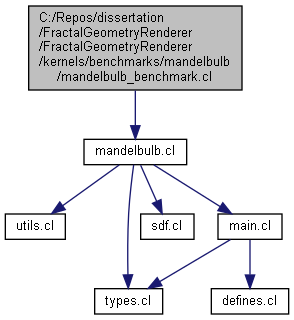 C:/Repos/dissertation
/FractalGeometryRenderer
/FractalGeometryRenderer
/kernels/benchmarks/mandelbulb
/mandelbulb_benchmark.cl
mandelbulb.cl
utils.cl
sdf.cl
main.cl
types.cl
defines.cl